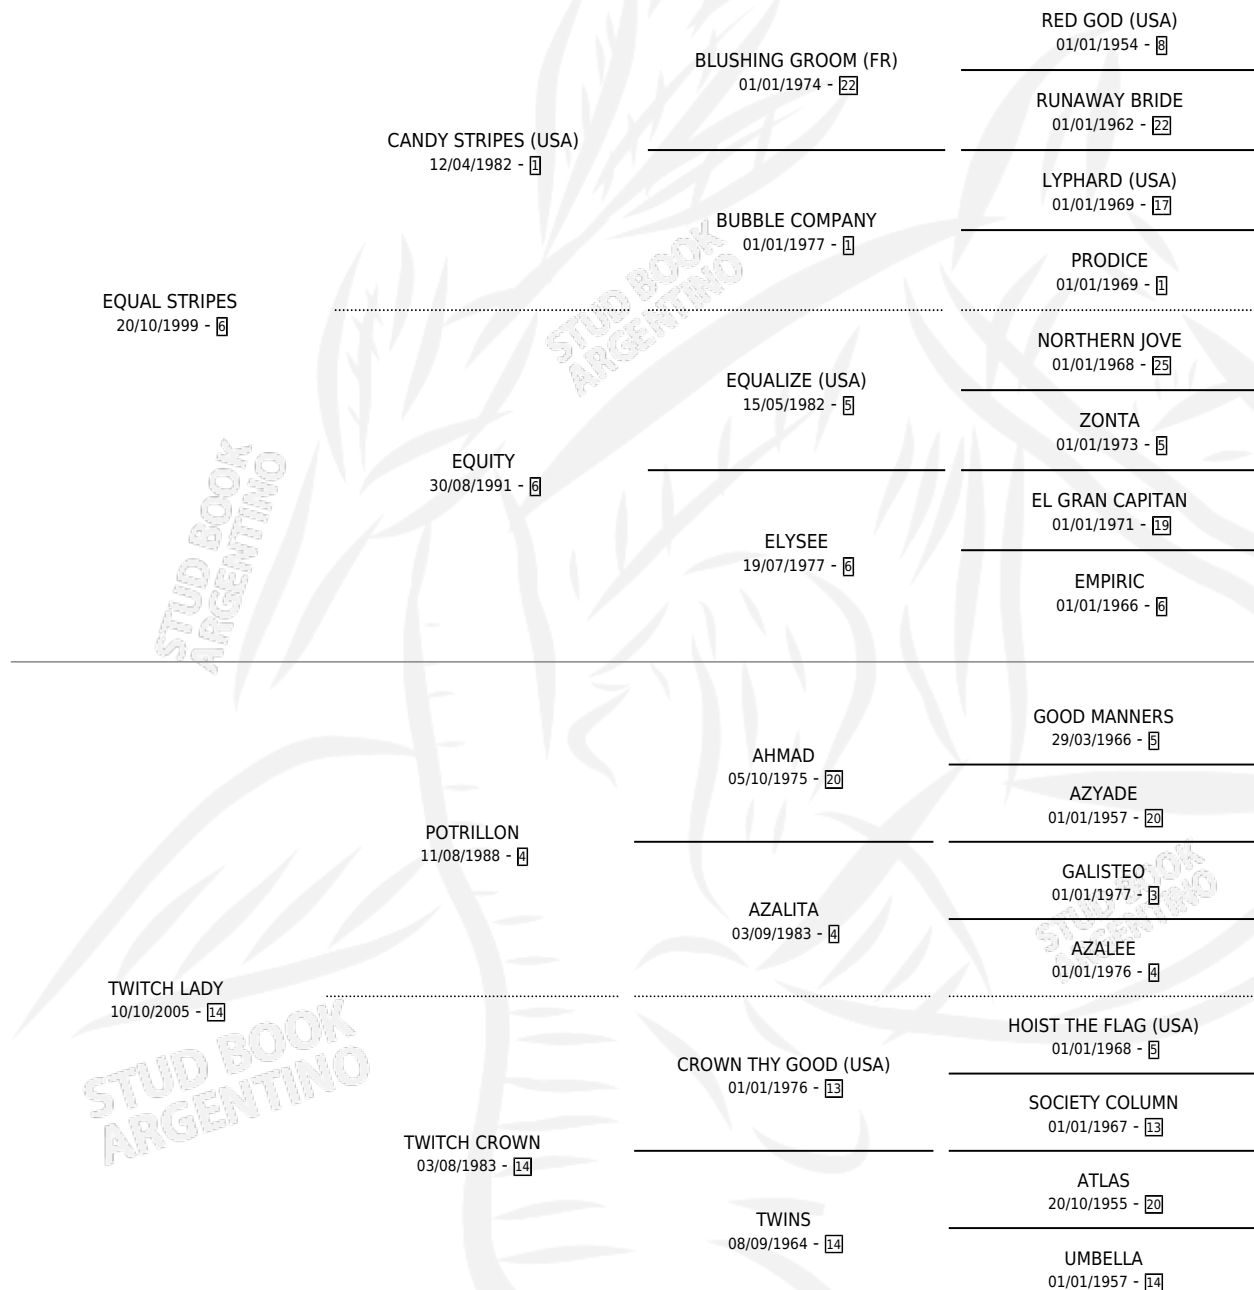 RED GOD (USA)
01/01/1954 - 8
BLUSHING GROOM (FR)
01/01/1974 - 22
RUNAWAY BRIDE
01/01/1962 - 22
CANDY STRIPES (USA)
12/04/1982 - 1
LYPHARD (USA)
01/01/1969 - 17
BUBBLE COMPANY
01/01/1977 - 1
PRODICE
01/01/1969 - 1
EQUAL STRIPES
20/10/1999 - 6
STUD BOOK
ARGENTINO
NORTHERN JOVE
01/01/1968 - 25
EQUALIZE (USA)
15/05/1982 - 5
ZONTA
01/01/1973 - 5
EQUITY
30/08/1991 - 6
EL GRAN CAPITAN
01/01/1971 - 19
ELYSEE
19/07/1977 - 6
EMPIRIC
01/01/1966 - 6
STUD BOOK
ARGENTINO
GOOD MANNERS
29/03/1966 - 5
AHMAD
05/10/1975 - 20
AZYADE
01/01/1957 - 20
POTRILLON
11/08/1988 - 4
GALISTEO
01/01/1977 - 3
AZALITA
03/09/1983 - 4
STUD BOOK
ARGENTINO
AZALEE
01/01/1976 - 4
TWITCH LADY
10/10/2005 - 14
HOIST THE FLAG (USA)
01/01/1968 - 5
CROWN THY GOOD (USA)
01/01/1976 - 13
STUD BOOK
ARGENTINO
SOCIETY COLUMN
01/01/1967 - 13
TWITCH CROWN
03/08/1983 - 14
ATLAS
20/10/1955 - 20
TWINS
08/09/1964 - 14
UMBELLA
01/01/1957 - 14